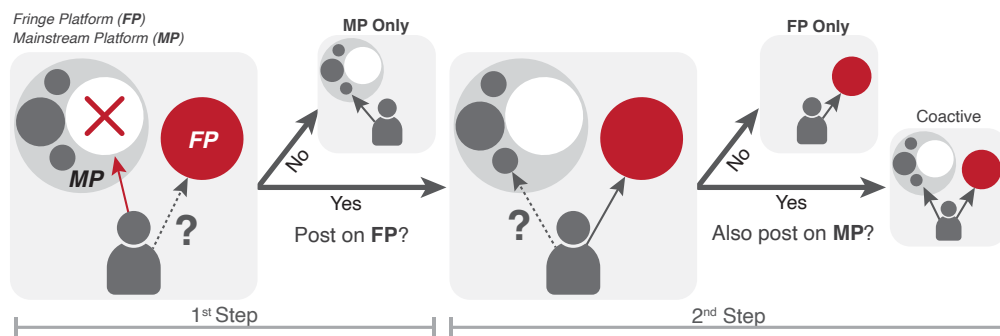 Fringe Platform (FP)
Mainstream Platform (MP)
MP Only
FP Only
Coactive
FP
MP
?
?
No
No
Yes
Yes
Post on FP?
Also post on MP?
1st Step
2nd Step